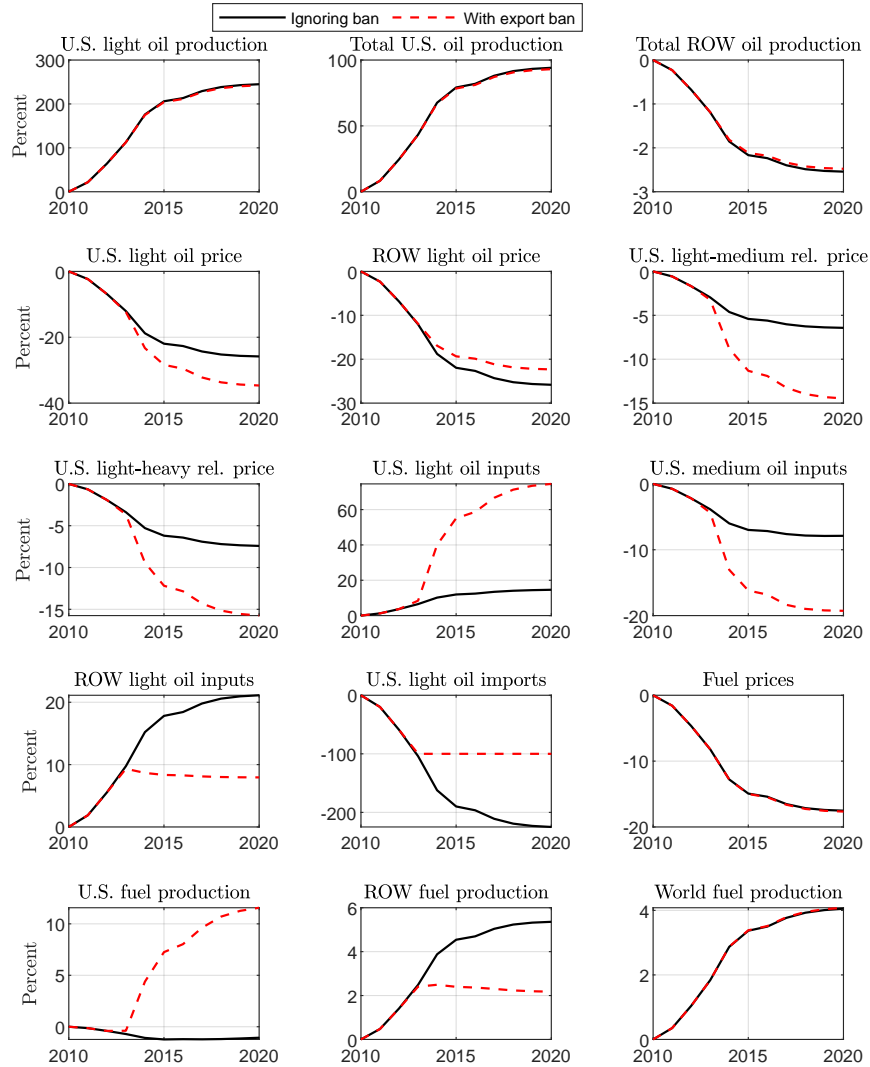 Ignoring ban With export ban
U.S. light oil production Total U.S. oil production Total ROW oil production
Percent
300 200 100 0
100 50 0
0 -1 -2 -3
2010 2015 2020 2010 2015 2020 2010 2015 2020
U.S. light oil price ROW light oil price U.S. light-medium rel. price
Percent
0 -20 -40
0 -10 -20 -30
0 -5 -10 -15
2010 2015 2020 2010 2015 2020 2010 2015 2020
U.S. light-heavy rel. price U.S. light oil inputs U.S. medium oil inputs
Percent
0 -5 -10 -15
60 40 20 0
0 -10 -20
2010 2015 2020 2010 2015 2020 2010 2015 2020
ROW light oil inputs U.S. light oil imports Fuel prices
Percent
20 10 0
0 -100 -200
0 -10 -20
2010 2015 2020 2010 2015 2020 2010 2015 2020
U.S. fuel production ROW fuel production World fuel production
Percent
10 5 0
6 4 2 0
4 2 0
2010 2015 2020 2010 2015 2020 2010 2015 2020